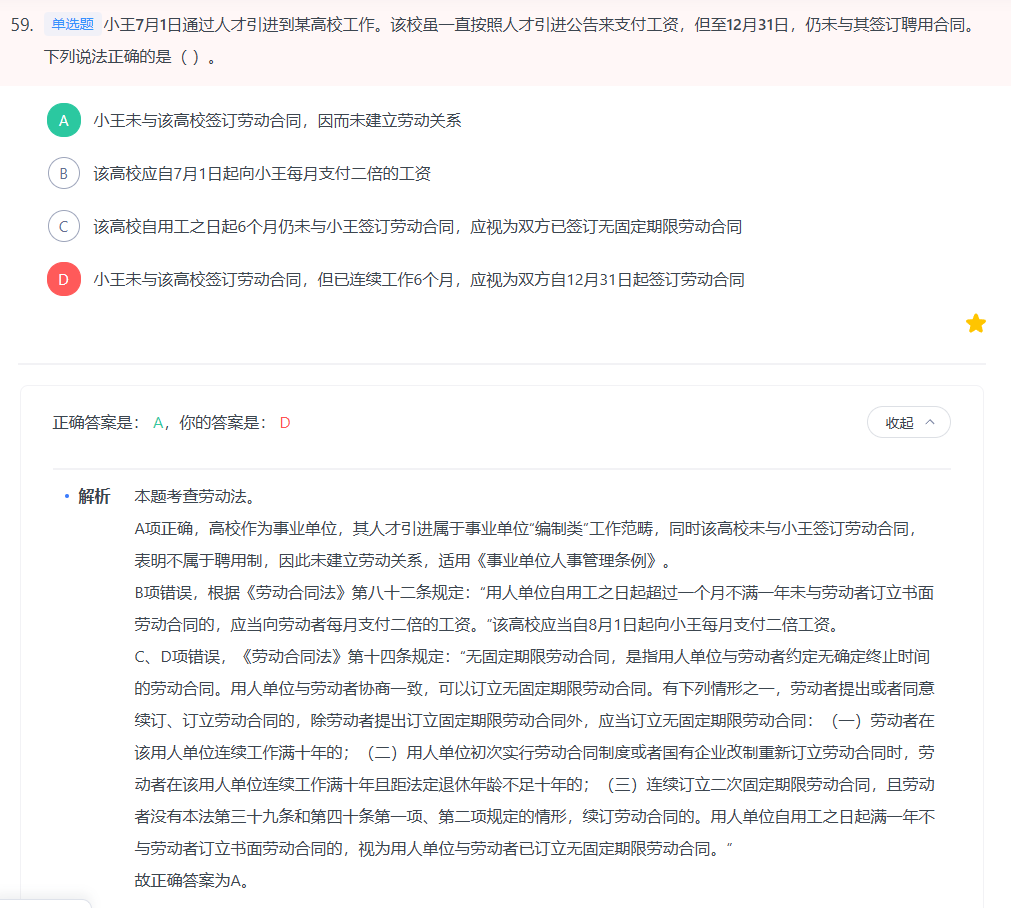 59. 单选题 小王7月1日通过人才引进到某高校工作。该校虽一直按照人才引进公告来支付工资，但至12月31日，仍未与其签订聘用合同。
下列说法正确的是（ ）。
A 小王未与该高校签订劳动合同，因而未建立劳动关系
B 该高校应自7月1日起向小王每月支付二倍的工资
C 该高校自用工之日起6个月仍未与小王签订劳动合同，应视为双方已签订无固定期限劳动合同
D 小王未与该高校签订劳动合同，但已连续工作6个月，应视为双方自12月31日起签订劳动合同
正确答案是： A，你的答案是： D
收起
解析 本题考查劳动法。
A项正确，高校作为事业单位，其人才引进属于事业单位“编制类”工作范畴，同时该高校未与小王签订劳动合同，
表明不属于聘用制，因此未建立劳动关系，适用《事业单位人事管理条例》。
B项错误，根据《劳动合同法》第八十二条规定：“用人单位自用工之日起超过一个月不满一年未与劳动者订立书面
劳动合同的，应当向劳动者每月支付二倍的工资。”该高校应当自8月1日起向小王每月支付二倍工资。
C、D项错误，《劳动合同法》第十四条规定：“无固定期限劳动合同，是指用人单位与劳动者约定无确定终止时间
的劳动合同。用人单位与劳动者协商一致，可以订立无固定期限劳动合同。有下列情形之一，劳动者提出或者同意
续订、订立劳动合同的，除劳动者提出订立固定期限劳动合同外，应当订立无固定期限劳动合同：（一）劳动者在
该用人单位连续工作满十年的；（二）用人单位初次实行劳动合同制度或者国有企业改制重新订立劳动合同时，劳
动者在该用人单位连续工作满十年且距法定退休年龄不足十年的；（三）连续订立二次固定期限劳动合同，且劳动
者没有本法第三十九条和第四十条第一项、第二项规定的情形，续订劳动合同的。用人单位自用工之日起满一年不
与劳动者订立书面劳动合同的，视为用人单位与劳动者已订立无固定期限劳动合同。”
故正确答案为A。